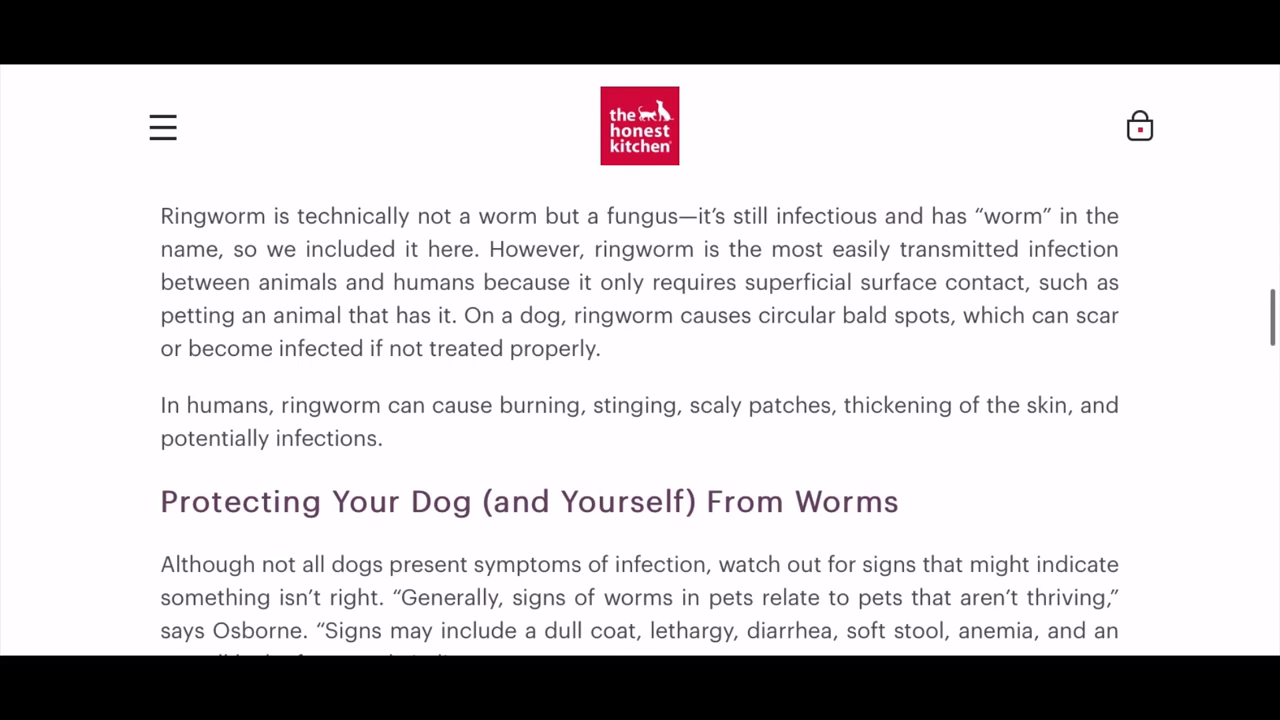 the
honest
kitchen
Ringworm is technically not a worm but a fungus—it’s still infectious and has “worm” in the
name, so we included it here. However, ringworm is the most easily transmitted infection
between animals and humans because it only requires superficial surface contact, such as
petting an animal that has it. On a dog, ringworm causes circular bald spots, which can scar
or become infected if not treated properly.
In humans, ringworm can cause burning, stinging, scaly patches, thickening of the skin, and
potentially infections.
Protecting Your Dog (and Yourself) From Worms
Although not all dogs present symptoms of infection, watch out for signs that might indicate
something isn’t right. “Generally, signs of worms in pets relate to pets that aren’t thriving,”
says Osborne. “Signs may include a dull coat, lethargy, diarrhea, soft stool, anemia, and an